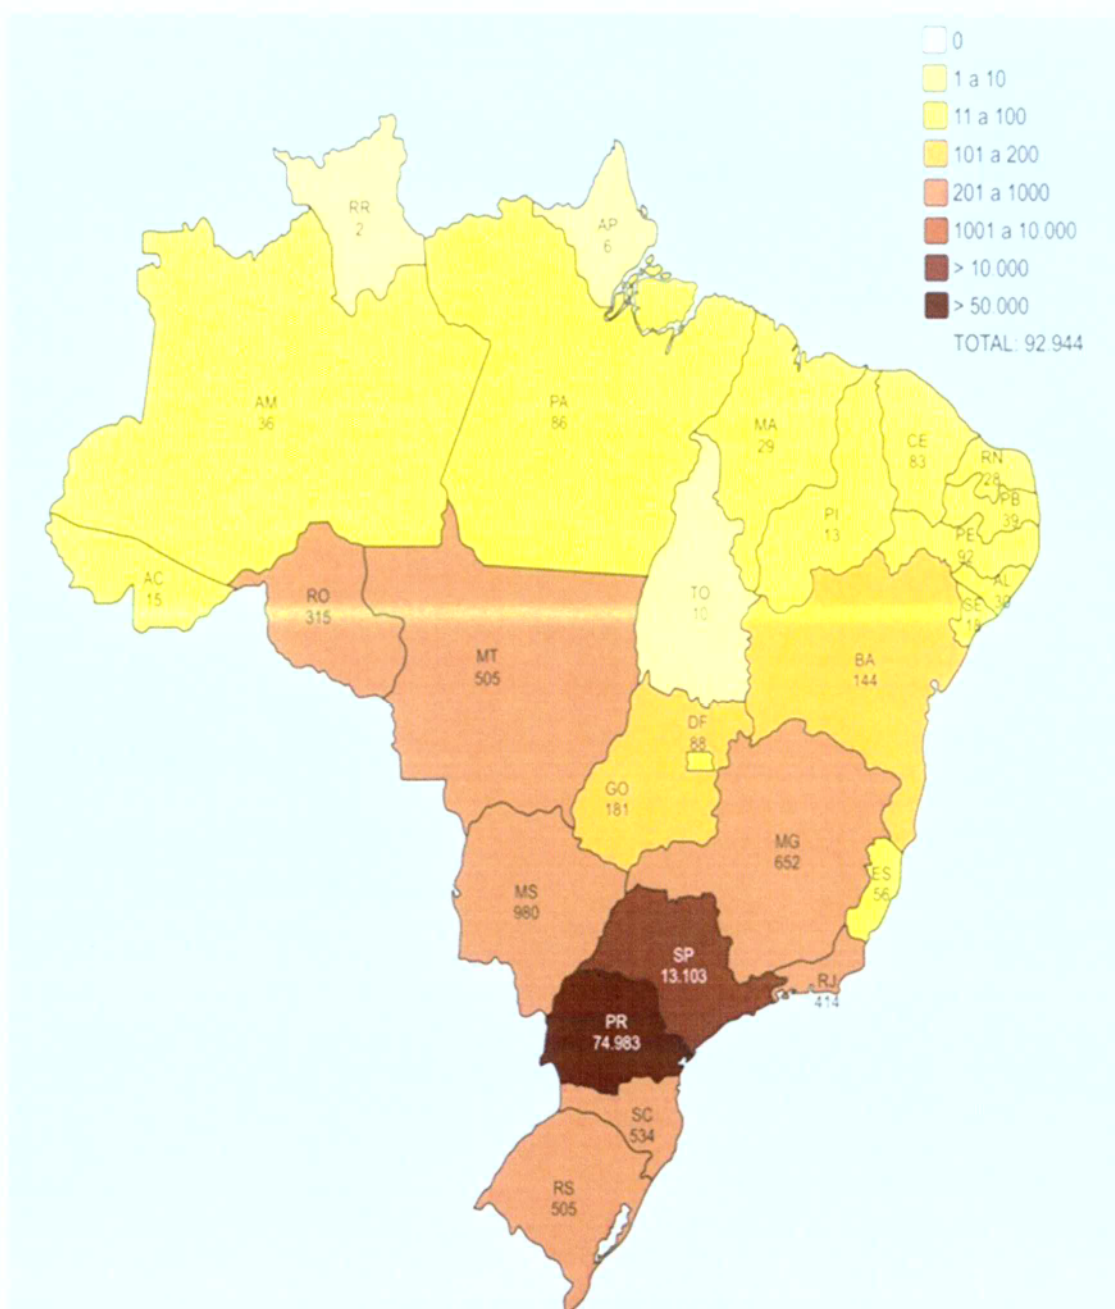 0
1 a 10
11 a 100
101 a 200
201 a 1000
1001 a 10.000
> 10.000
> 50.000
TOTAL: 92.944
RR
2
AP
6
AM
36
PA
86
MA
29
CE
83
RN
28
PB
39
PI
13
PE
92
AL
SE
AC
15
RO
315
TO
10
MT
505
BA
144
DF
88
GO
181
MG
652
ES
56
MS
980
SP
13.103
RJ
414
PR
74.983
SC
534
RS
505